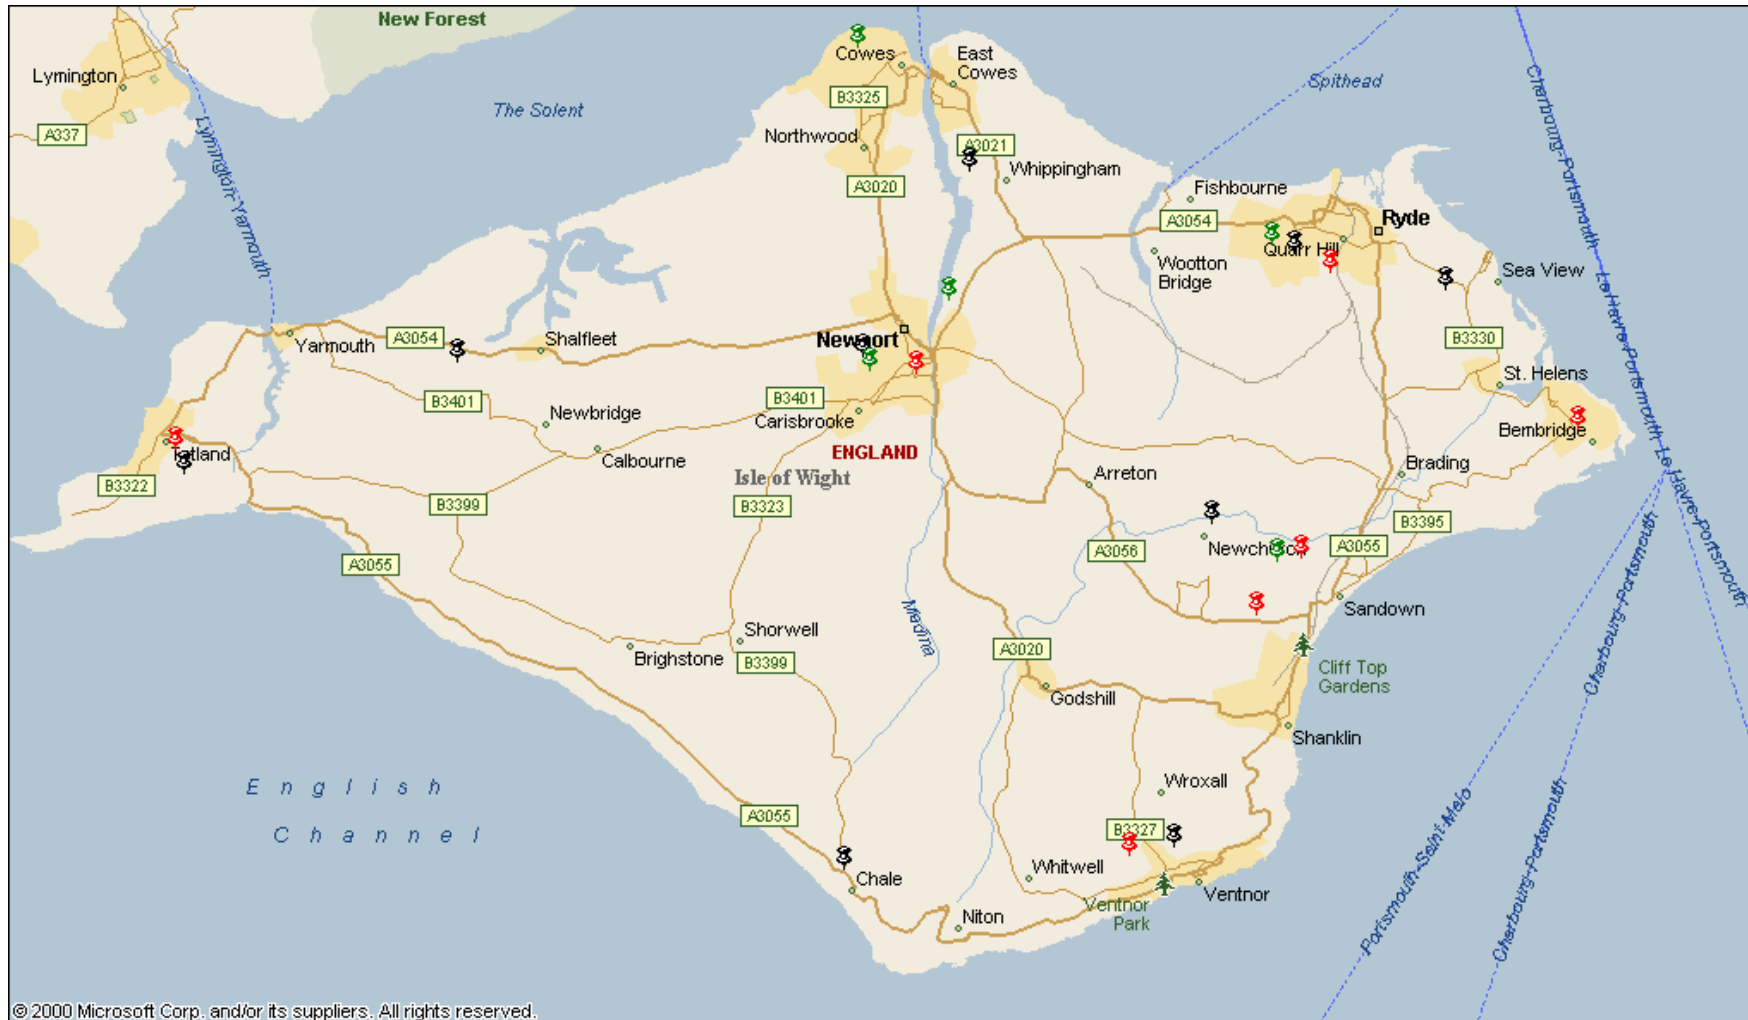 New Forest
Cowes
East
Cowes
Lymington
Spithead
B3325
The Solent
A337
Northwood
A3021
Whippingham
A3020
Fishbourne
A3054
Ryde
Quarr Hill
Wootton
Bridge
Sea View
Lymington-Yarmouth
Cherbourg-Portsmouth
Le Havre-Portsmouth
Le Havre-Portsmouth
Yarmouth
A3054
Shalfleet
Newport
B3330
St. Helens
B3401
Newbridge
B3401
Carisbrooke
Bembridge
Totland
Calbourne
ENGLAND
Isle of Wight
Arreton
Brading
B3322
B3399
B3323
B3395
Newchurch
A3056
A3055
A3055
Sandown
Medina
Shorwell
Brighstone
B3399
A3020
Cliff Top
Gardens
Godshill
Shanklin
Cherbourg-Portsmouth
English
Channel
Wroxall
A3055
B3327
Whitwell
Chale
Ventnor
Ventnor
Park
Niton
Portsmouth-Saint-Malo
Cherbourg-Portsmouth
© 2000 Microsoft Corp. and/or its suppliers. All rights reserved.